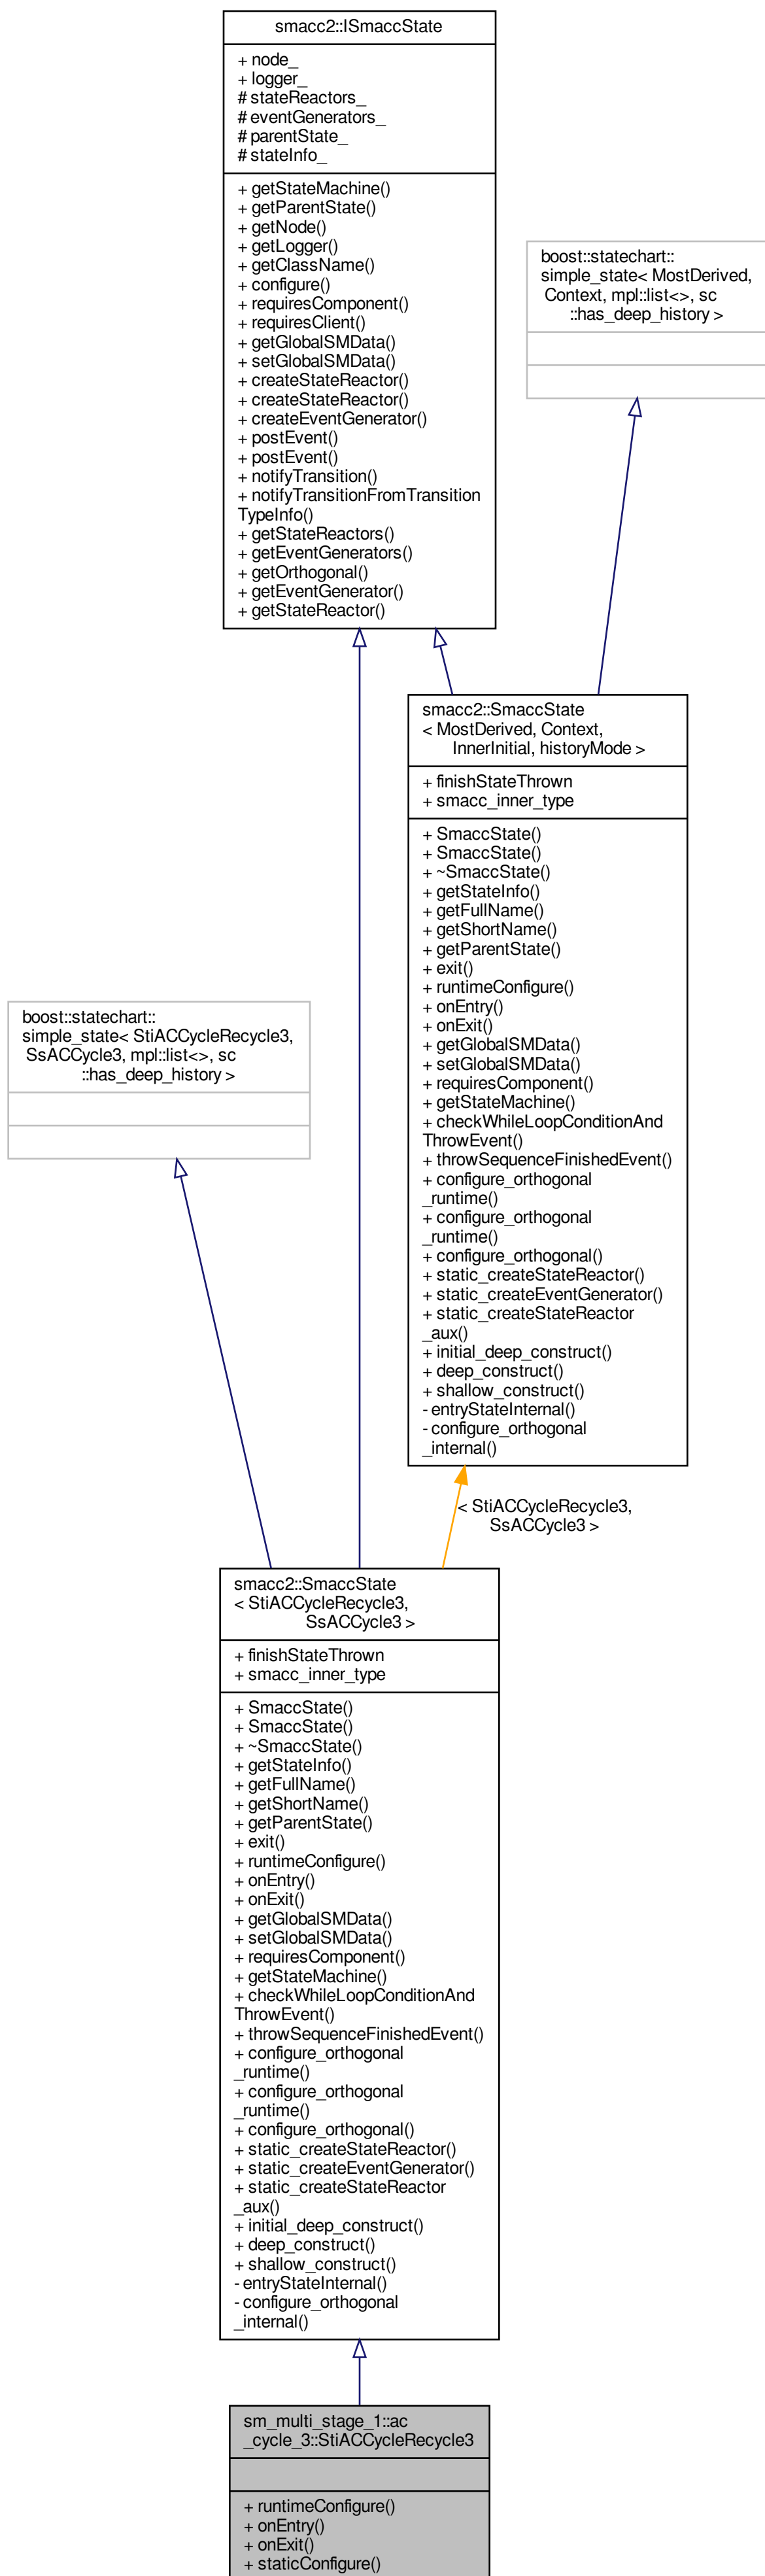 smacc2::ISmaccState
+ node_
+ logger_
# stateReactors_
# eventGenerators_
# parentState_
# stateInfo_
+ getStateMachine()
+ getParentState()
+ getNode()
+ getLogger()
+ getClassName()
+ configure()
+ requiresComponent()
+ requiresClient()
+ getGlobalSMData()
+ setGlobalSMData()
+ createStateReactor()
+ createStateReactor()
+ createEventGenerator()
+ postEvent()
+ postEvent()
+ notifyTransition()
+ notifyTransitionFromTransition
TypeInfo()
+ getStateReactors()
+ getEventGenerators()
+ getOrthogonal()
+ getEventGenerator()
+ getStateReactor()
boost::statechart::
simple_state< MostDerived,
Context, mpl::list<>, sc
::has_deep_history >
smacc2::SmaccState
< MostDerived, Context,
InnerInitial, historyMode >
+ finishStateThrown
+ smacc_inner_type
+ SmaccState()
+ SmaccState()
+ ~SmaccState()
+ getStateInfo()
+ getFullName()
+ getShortName()
+ getParentState()
+ exit()
+ runtimeConfigure()
+ onEntry()
+ onExit()
+ getGlobalSMData()
+ setGlobalSMData()
+ requiresComponent()
+ getStateMachine()
+ checkWhileLoopConditionAnd
ThrowEvent()
+ throwSequenceFinishedEvent()
+ configure_orthogonal
_runtime()
+ configure_orthogonal
_runtime()
+ configure_orthogonal()
+ static_createStateReactor()
+ static_createEventGenerator()
+ static_createStateReactor
_aux()
+ initial_deep_construct()
+ deep_construct()
+ shallow_construct()
- entryStateInternal()
- configure_orthogonal
_internal()
boost::statechart::
simple_state< StiACCycleRecycle3,
SsACCycle3, mpl::list<>, sc
::has_deep_history >
< StiACCycleRecycle3,
SsACCycle3 >
smacc2::SmaccState
< StiACCycleRecycle3,
SsACCycle3 >
+ finishStateThrown
+ smacc_inner_type
+ SmaccState()
+ SmaccState()
+ ~SmaccState()
+ getStateInfo()
+ getFullName()
+ getShortName()
+ getParentState()
+ exit()
+ runtimeConfigure()
+ onEntry()
+ onExit()
+ getGlobalSMData()
+ setGlobalSMData()
+ requiresComponent()
+ getStateMachine()
+ checkWhileLoopConditionAnd
ThrowEvent()
+ throwSequenceFinishedEvent()
+ configure_orthogonal
_runtime()
+ configure_orthogonal
_runtime()
+ configure_orthogonal()
+ static_createStateReactor()
+ static_createEventGenerator()
+ static_createStateReactor
_aux()
+ initial_deep_construct()
+ deep_construct()
+ shallow_construct()
- entryStateInternal()
- configure_orthogonal
_internal()
sm_multi_stage_1::ac
_cycle_3::StiACCycleRecycle3
+ runtimeConfigure()
+ onEntry()
+ onExit()
+ staticConfigure()